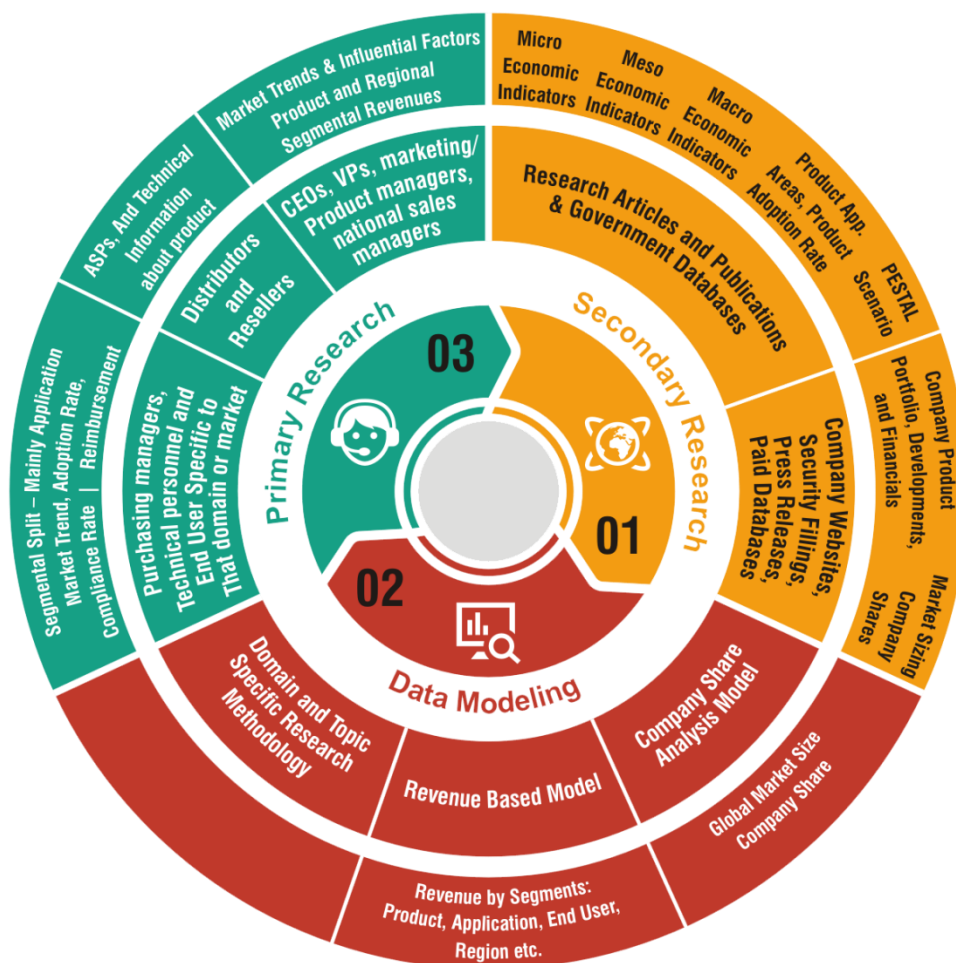 Micro
Economic
Indicators
Meso
Economic
Indicators
Macro
Economic
Indicators
Product App.
Areas, Product
Adoption Rate
PESTAL
Scenario
Research Articles and Publications
& Government Databases
Company Product
Portfolio, Developments,
and Financials
Market Sizing
Company
Shares
Company Websites,
Security Fillings,
Press Releases,
Paid Databases
Secondary Research
01
Global Market Size
Company Share
Company Share
Analysis Model
Revenue Based Model
Revenue by Segments:
Product, Application, End User,
Region etc.
Domain and Topic
Specific Research
Methodology
Data Modeling
02
Segmental Split – Mainly Application
Market Trend, Adoption Rate,
Compliance Rate | Reimbursement
Purchasing managers,
Technical personnel and
End User Specific to
That domain or market
ASPs, And Technical
Information
about product
Distributors
and
Resellers
Market Trends & Influential Factors
Product and Regional
Segmental Revenues
CEOs, VPs, marketing/
Product managers,
national sales
managers
Primary Research
03